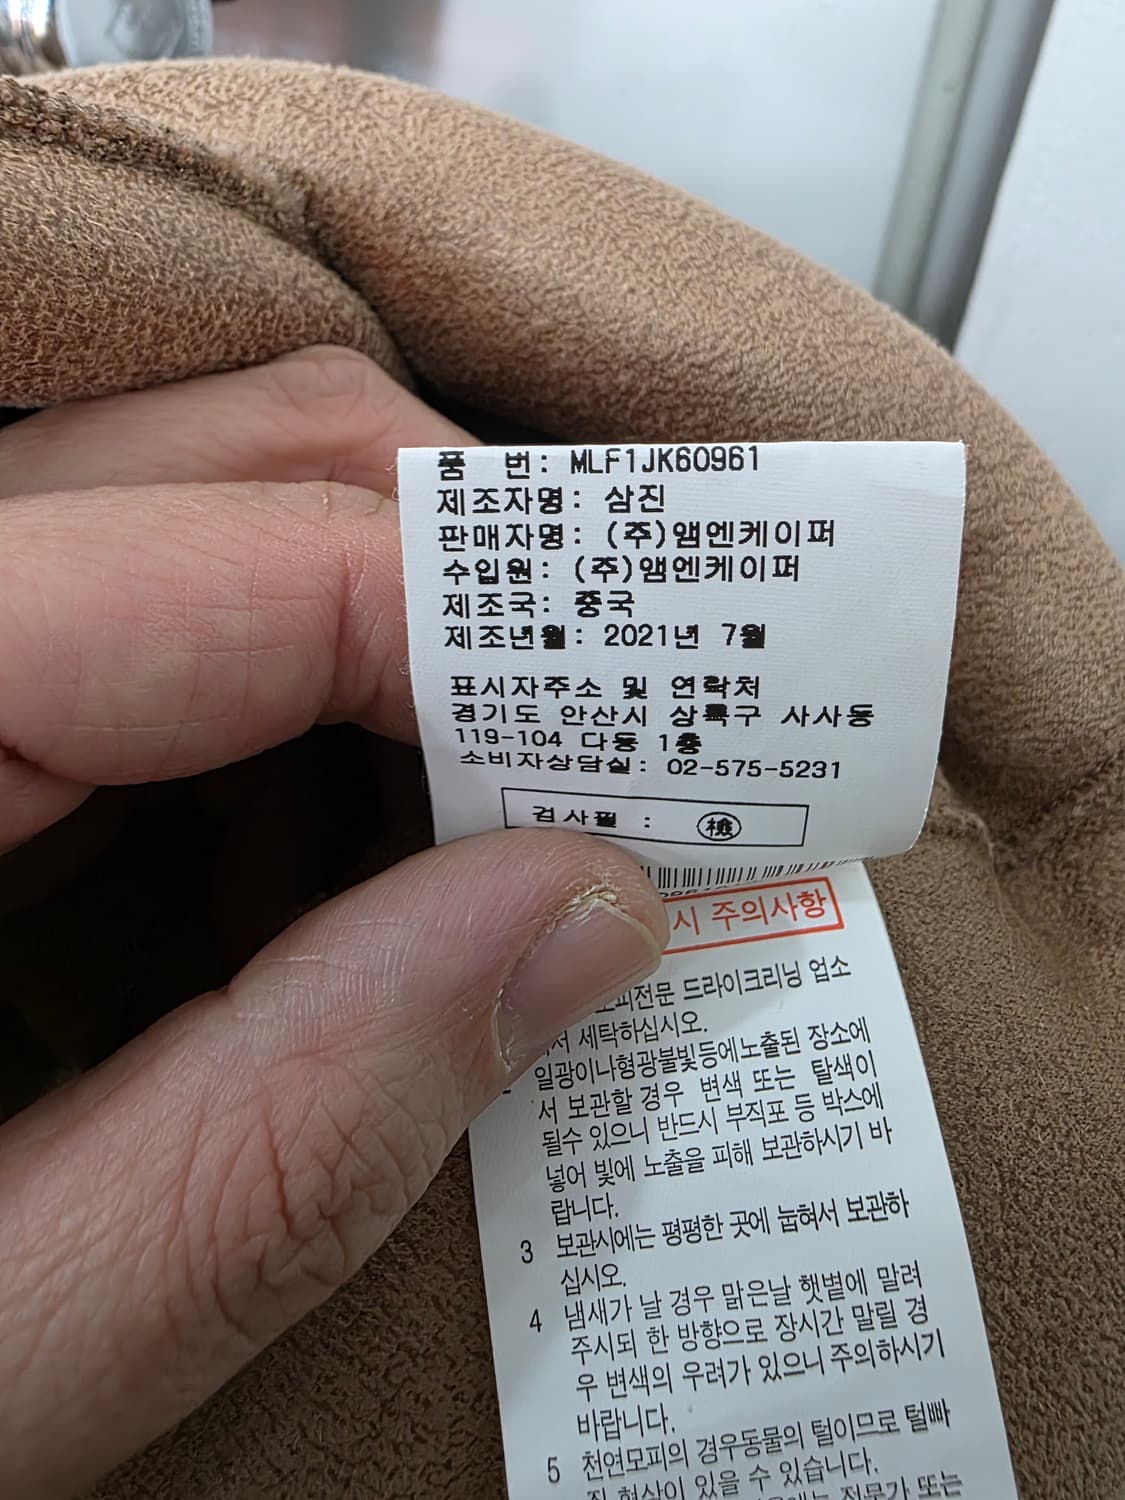 품 번: MLF1JK60961
제조자명: 삼진
판매자명: (주)앰엔케이퍼
수입원: (주)앰엔케이퍼
제조국: 중국
제조년월: 2021년 7월
표시자주소 및 연락처
경기도 안산시 상록구 사사동
119-104 다동 1층
소비자상담실: 02-575-5231
검사필 : 檢
시 주의사항
모피전문 드라이크리닝 업소
서 세탁하십시오.
일광이나형광불빛등에노출된 장소에
서 보관할 경우 변색 또는 탈색이
될수 있으니 반드시 부직포 등 박스에
넣어 빛에 노출을 피해 보관하시기 바
랍니다.
3 보관시에는 평평한 곳에 눕혀서 보관하
십시오.
4 냄새가 날 경우 맑은날 햇볕에 말려
주시되 한 방향으로 장시간 말릴 경
우 변색의 우려가 있으니 주의하시기
바랍니다.
5 천연모피의 경우동물의 털이므로 털빠
짐 현상이 있을 수 있습니다.
전문가 또는